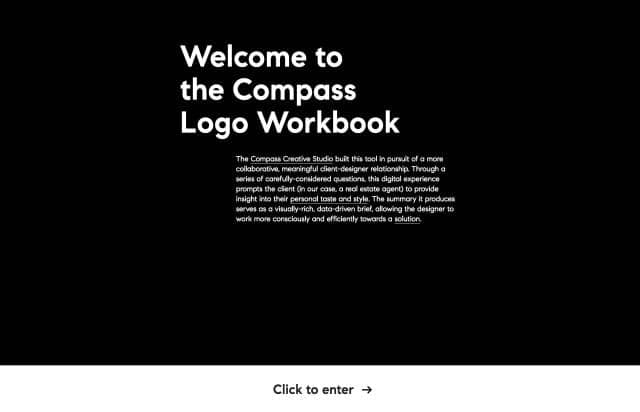 Welcome to
the Compass
Logo Workbook
The Compass Creative Studio built this tool in pursuit of a more
collaborative, meaningful client-designer relationship. Through a
series of carefully-considered questions, this digital experience
prompts the client (in our case, a real estate agent) to provide
insight into their personal taste and style. The summary it produces
serves as a visually-rich, data-driven brief, allowing the designer to
work more consciously and efficiently towards a solution.
Click to enter →